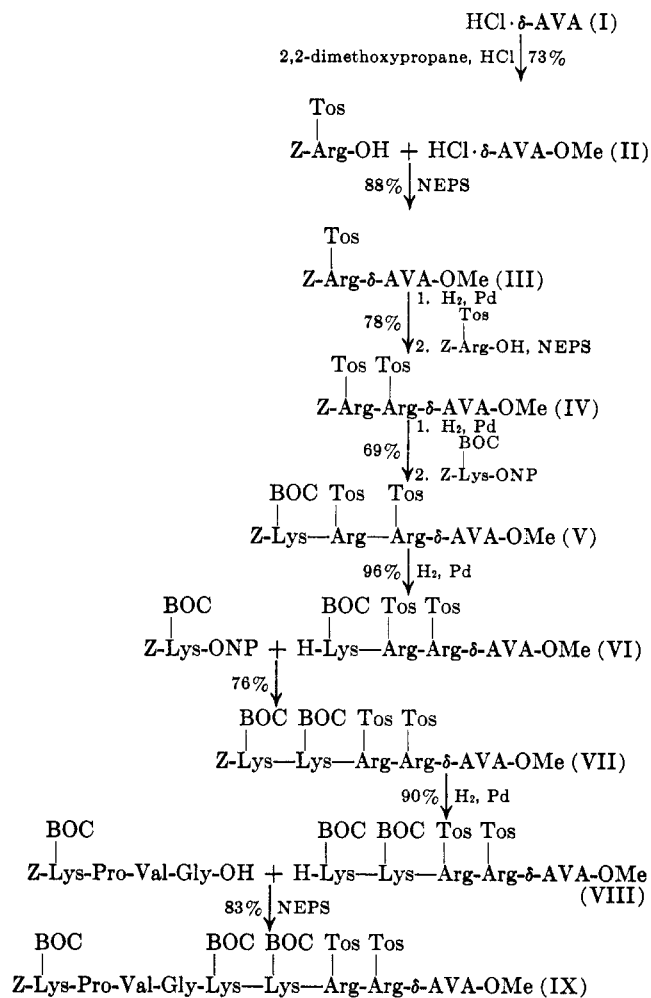 HCl·δ-AVA (I)
2,2-dimethoxypropane, HCl 73%
Tos
Z-Arg-OH + HCl·δ-AVA-OMe (II)
88% NEPS
Tos
Z-Arg-δ-AVA-OMe (III)
1. H₂, Pd
Tos
78%
2. Z-Arg-OH, NEPS
Tos Tos
Z-Arg-Arg-δ-AVA-OMe (IV)
1. H₂, Pd
BOC
69%
2. Z-Lys-ONP
BOC Tos Tos
Z-Lys—Arg—Arg-δ-AVA-OMe (V)
96% H₂, Pd
BOC BOC Tos Tos
Z-Lys-ONP + H-Lys—Arg-Arg-δ-AVA-OMe (VI)
76%
BOC BOC Tos Tos
Z-Lys—Lys—Arg-Arg-δ-AVA-OMe (VII)
90% H₂, Pd
BOC BOC BOC Tos Tos
Z-Lys-Pro-Val-Gly-OH + H-Lys—Lys—Arg-Arg-δ-AVA-OMe
(VIII)
83% NEPS
BOC BOC BOC Tos Tos
Z-Lys-Pro-Val-Gly-Lys—Lys—Arg-Arg-δ-AVA-OMe (IX)